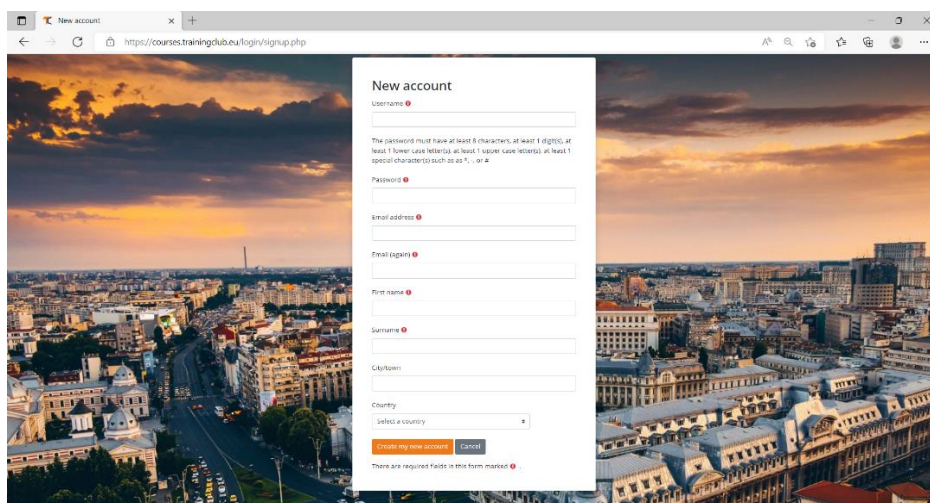 New account
https://courses.trainingclub.eu/login/signup.php
New account
Username
The password must have at least 8 characters, at least 1 digit(s), at
least 1 lower case letter(s), at least 1 upper case letter(s), at least 1
special character(s) such as as *, -, or #
Password
Email address
Email (again)
First name
Surname
City/town
Country
Select a country
Create my new account Cancel
There are required fields in this form marked .